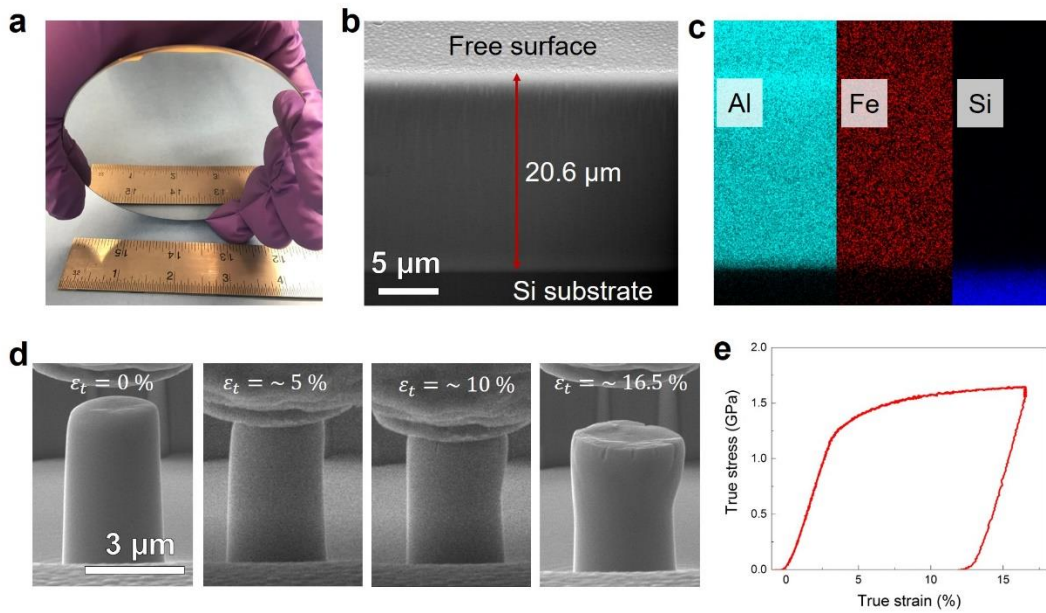 a
b
Free surface
20.6 μm
5 μm
Si substrate
c
Al
Fe
Si
d
εt = 0 %
εt = ~ 5 %
εt = ~ 10 %
εt = ~ 16.5 %
3 μm
e
2.0
1.5
1.0
0.5
0.0
0
5
10
15
True stress (GPa)
True strain (%)